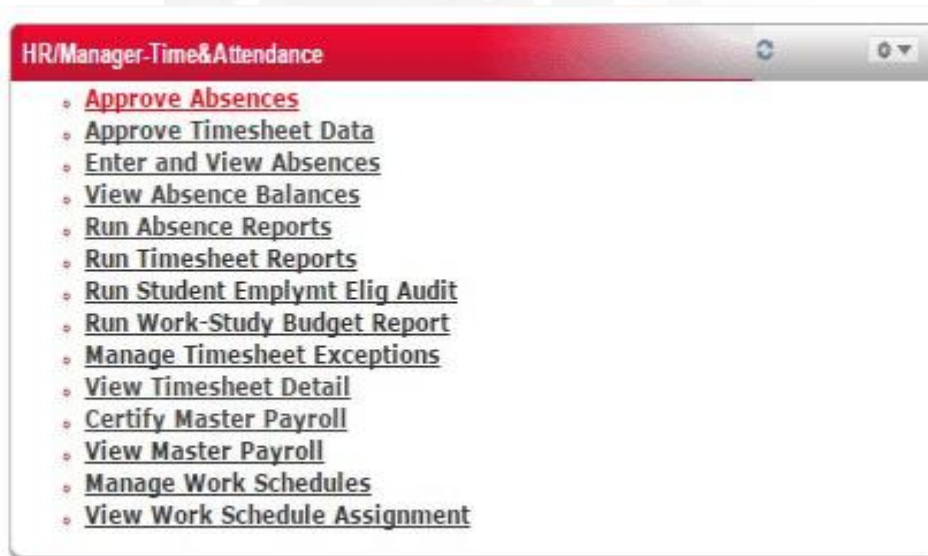 HR/Manager-Time&Attendance
Approve Absences
Approve Timesheet Data
Enter and View Absences
View Absence Balances
Run Absence Reports
Run Timesheet Reports
Run Student Emplymt Elig Audit
Run Work-Study Budget Report
Manage Timesheet Exceptions
View Timesheet Detail
Certify Master Payroll
View Master Payroll
Manage Work Schedules
View Work Schedule Assignment